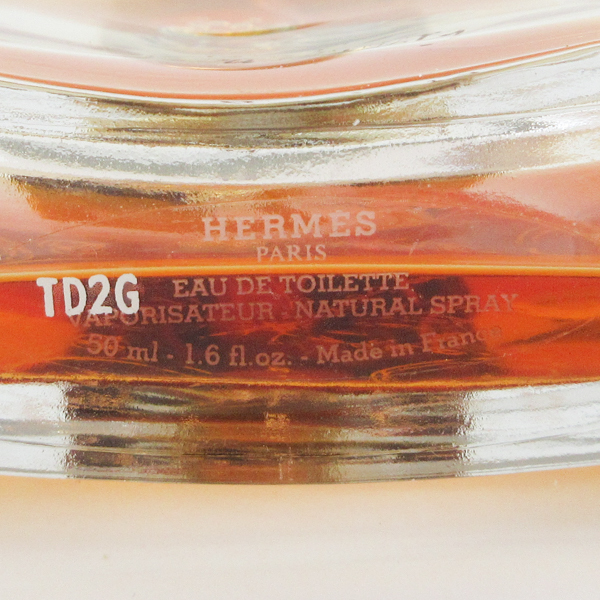 HERMES
PARIS
EAU DE TOILETTE
TD2G
VAPORISATEUR - NATURAL SPRAY
50 ml - 1.6 fl.oz. - Made in France